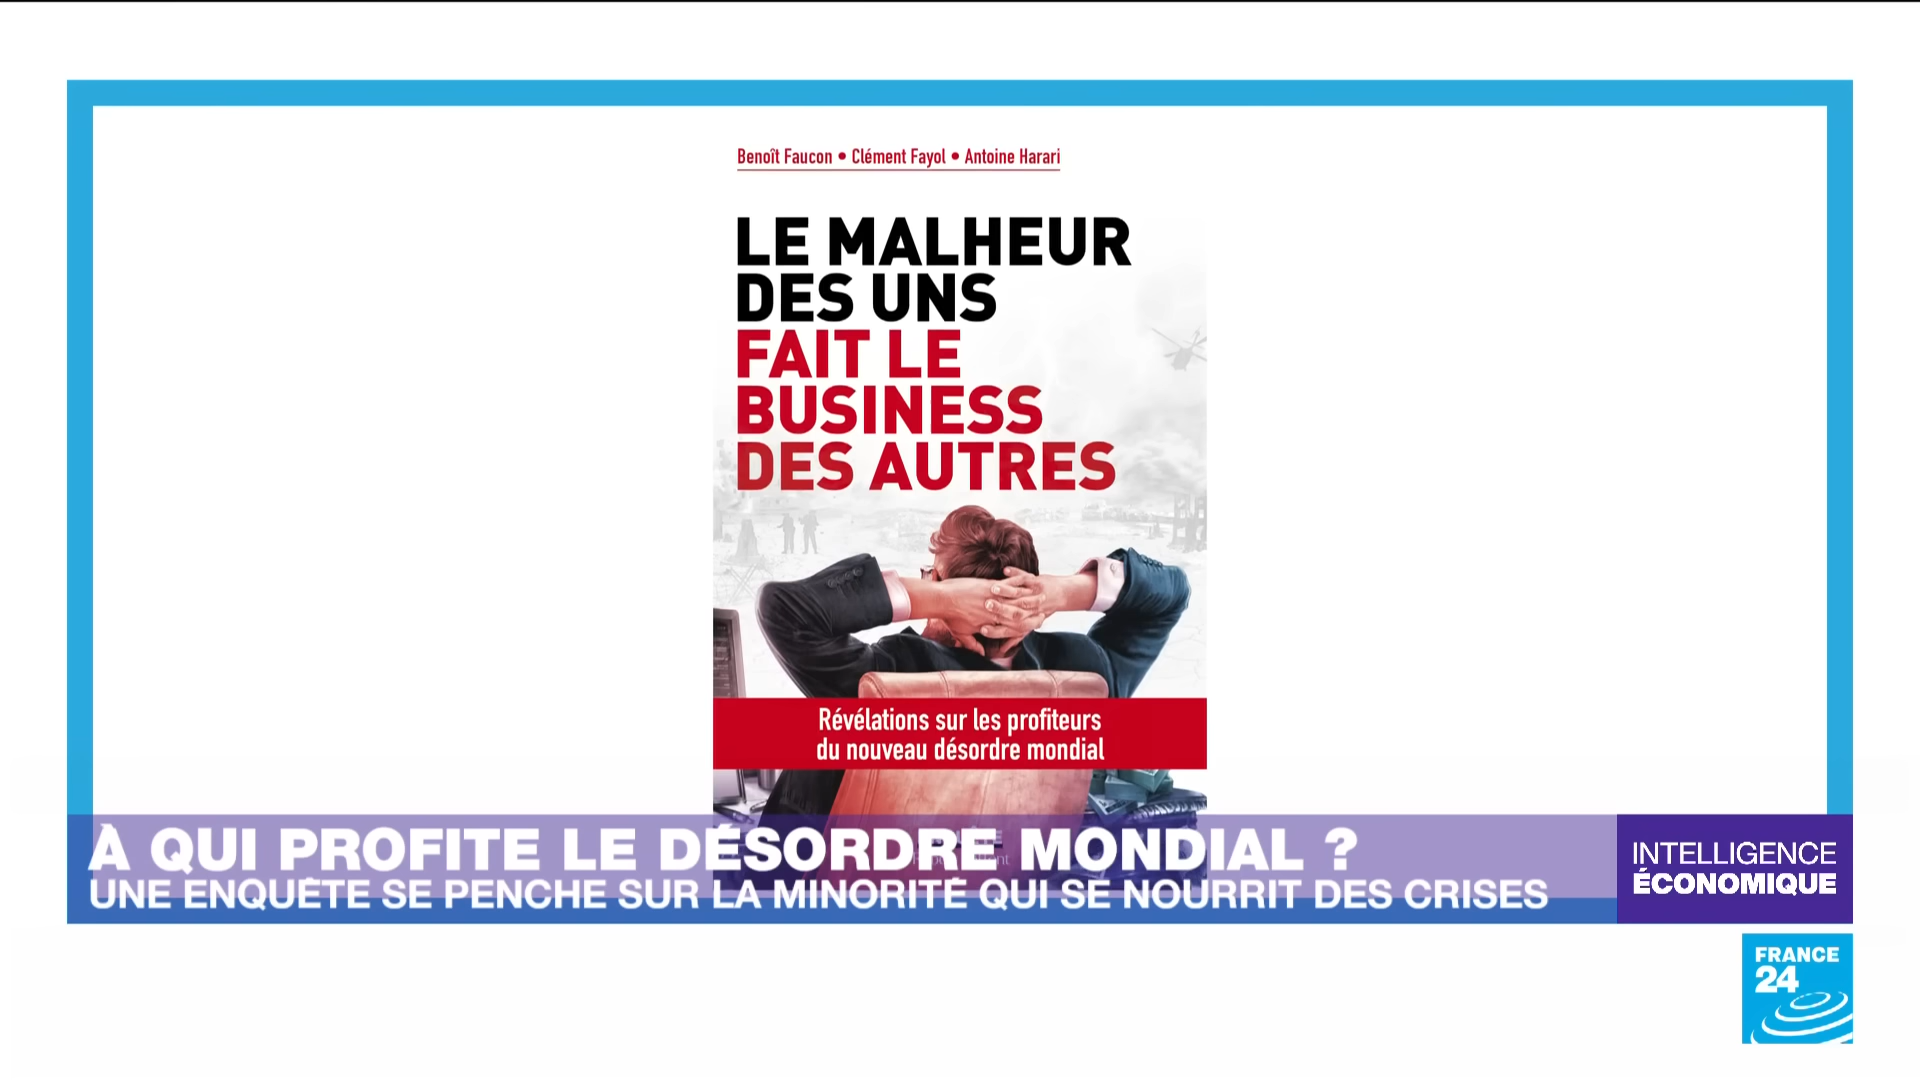 Benoît Faucon • Clément Fayol • Antoine Harari
LE MALHEUR
DES UNS
FAIT LE
BUSINESS
DES AUTRES
Révélations sur les profiteurs
du nouveau désordre mondial
À QUI PROFITE LE DÉSORDRE MONDIAL ?
UNE ENQUÊTE SE PENCHE SUR LA MINORITÉ QUI SE NOURRIT DES CRISES
INTELLIGENCE
ÉCONOMIQUE
FRANCE
24